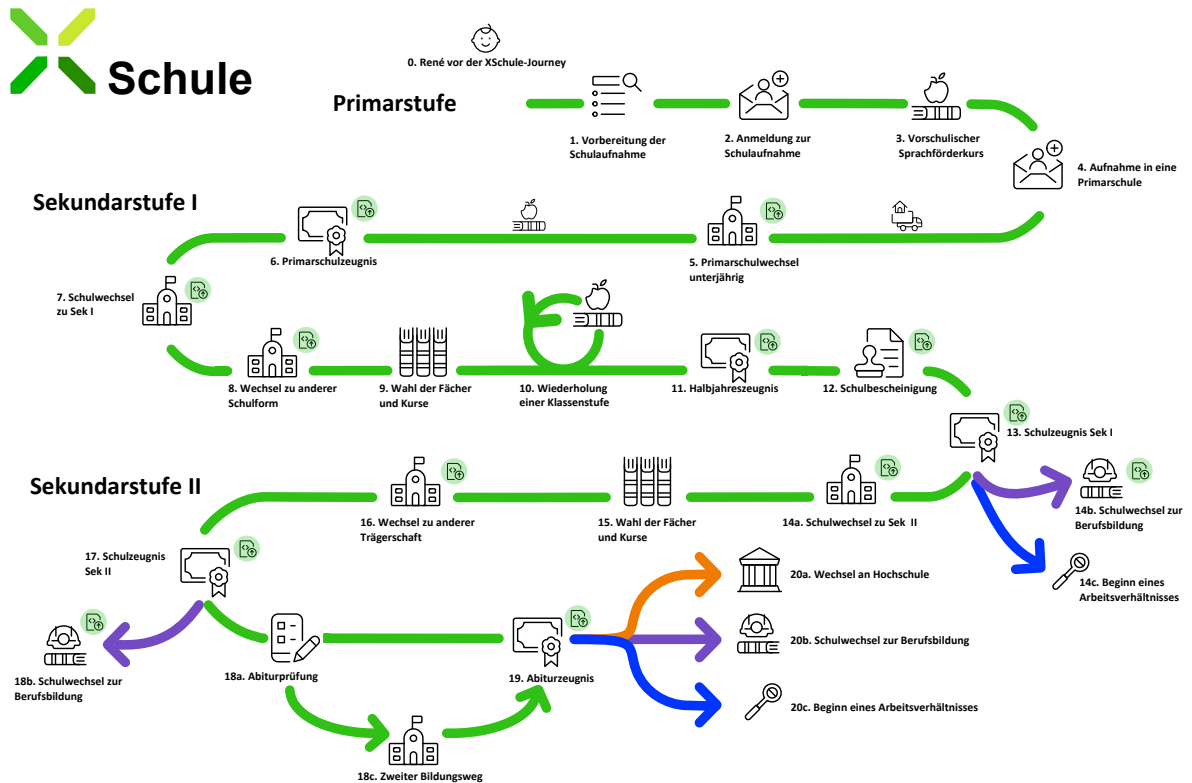 Schule
0. René vor der XSchule-Journey
Primarstufe
1. Vorbereitung der
Schulaufnahme
2. Anmeldung zur
Schulaufnahme
3. Vorschulischer
Sprachförderkurs
4. Aufnahme in eine
Primarschule
Sekundarstufe I
5. Primarschulwechsel
unterjährig
6. Primarschulzeugnis
7. Schulwechsel
zu Sek I
8. Wechsel zu anderer
Schulform
9. Wahl der Fächer
und Kurse
10. Wiederholung
einer Klassenstufe
11. Halbjahreszeugnis
12. Schulbescheinigung
13. Schulzeugnis Sek I
14b. Schulwechsel zur
Berufsbildung
14c. Beginn eines
Arbeitsverhältnisses
Sekundarstufe II
14a. Schulwechsel zu Sek II
15. Wahl der Fächer
und Kurse
16. Wechsel zu anderer
Trägerschaft
17. Schulzeugnis
Sek II
18b. Schulwechsel zur
Berufsbildung
18a. Abiturprüfung
18c. Zweiter Bildungsweg
19. Abiturzeugnis
20a. Wechsel an Hochschule
20b. Schulwechsel zur Berufsbildung
20c. Beginn eines Arbeitsverhältnisses